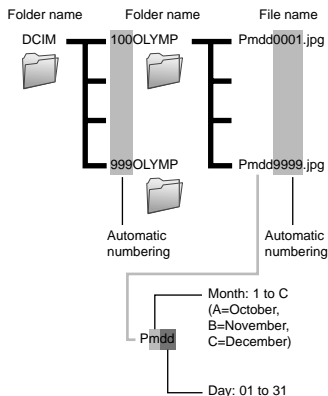 Folder name
Folder name
File name
DCIM
100OLYMP
Pmdd0001.jpg
999OLYMP
Pmdd9999.jpg
Automatic
numbering
Automatic
numbering
Month: 1 to C
(A=October,
B=November,
C=December)
Pmdd
Day: 01 to 31